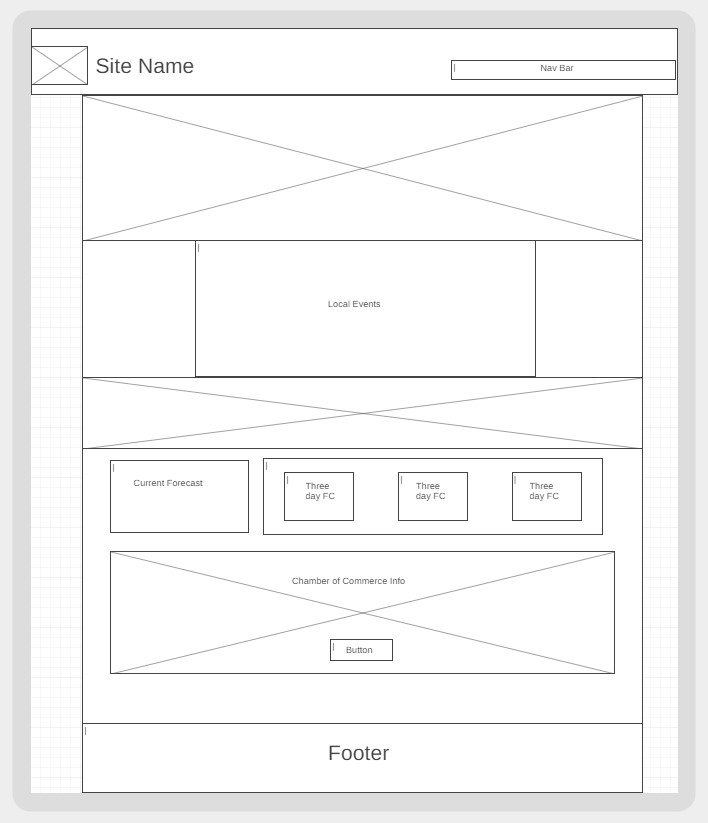 Site Name
Nav Bar
Local Events
Current Forecast
Three
day FC
Three
day FC
Three
day FC
Chamber of Commerce Info
Button
Footer